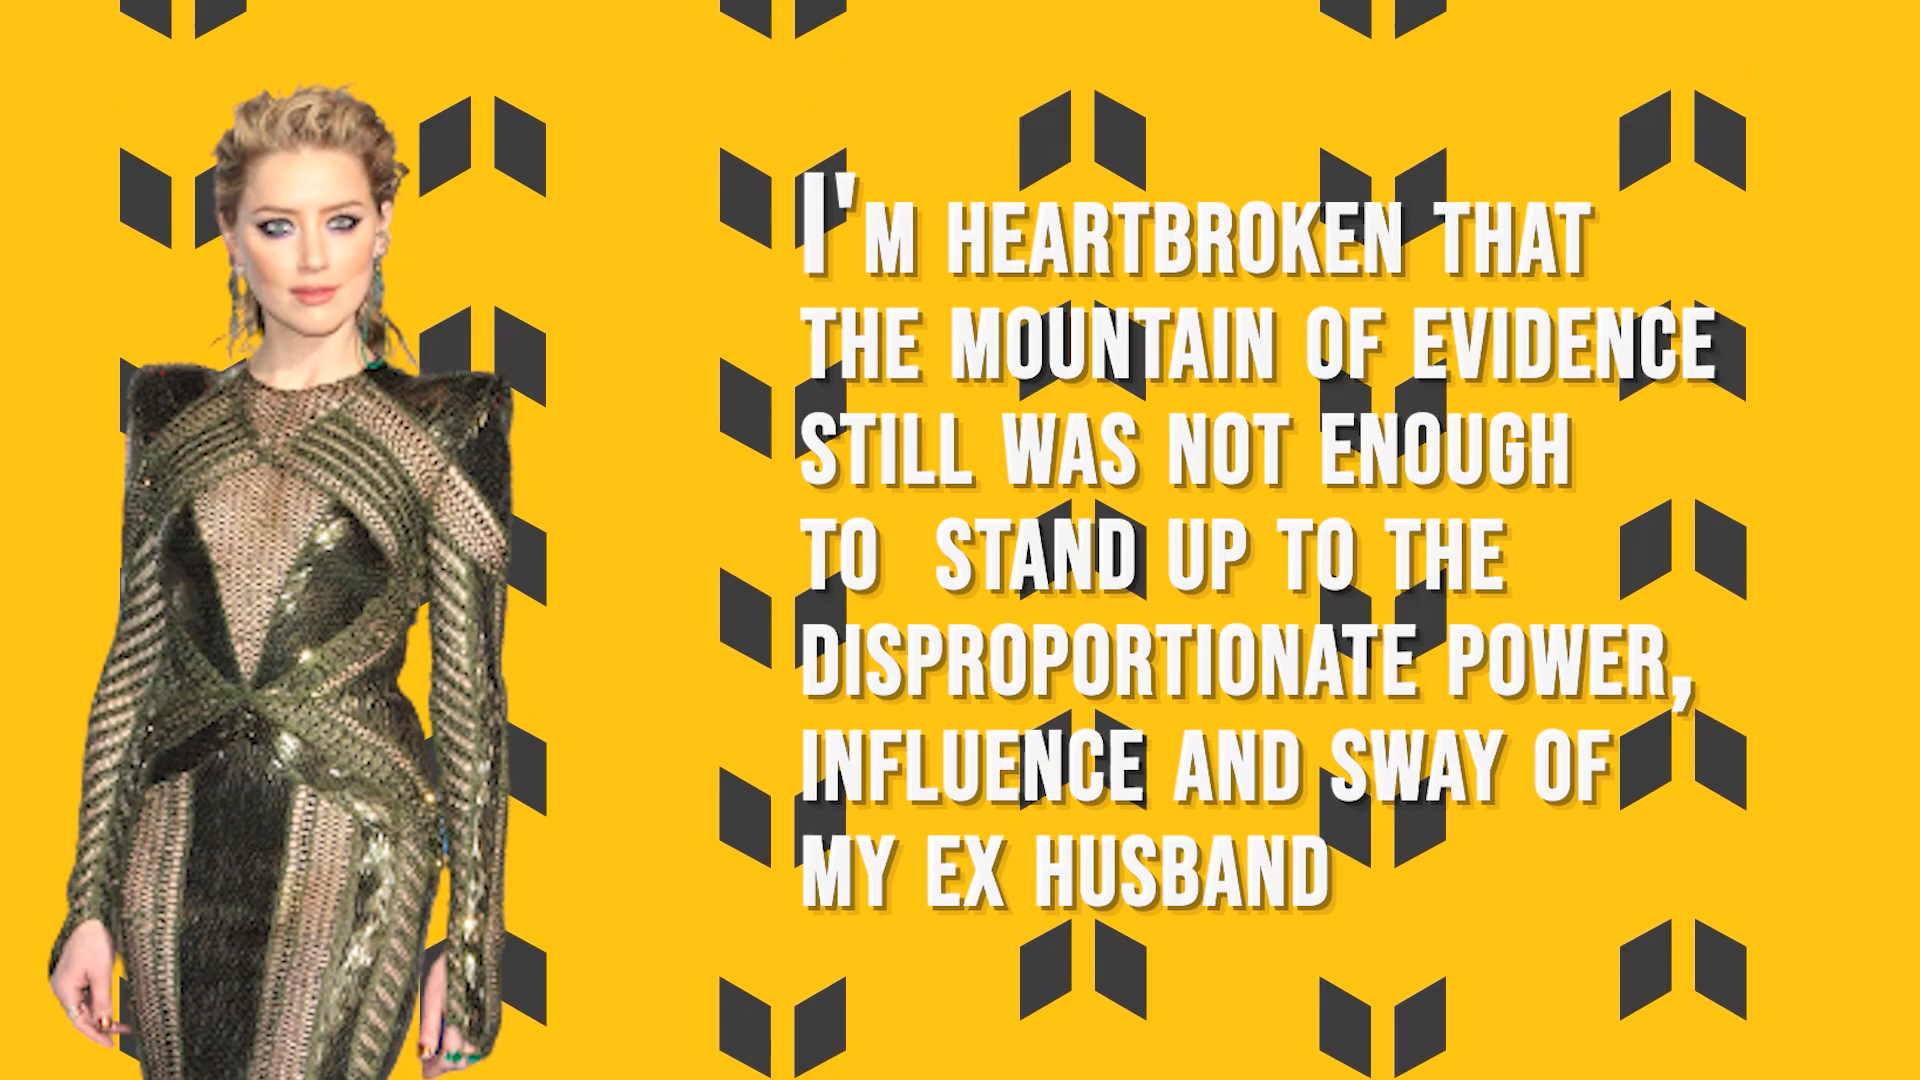 I'M HEARTBROKEN THAT
THE MOUNTAIN OF EVIDENCE
STILL WAS NOT ENOUGH
TO STAND UP TO THE
DISPROPORTIONATE POWER,
INFLUENCE AND SWAY OF
MY EX HUSBAND